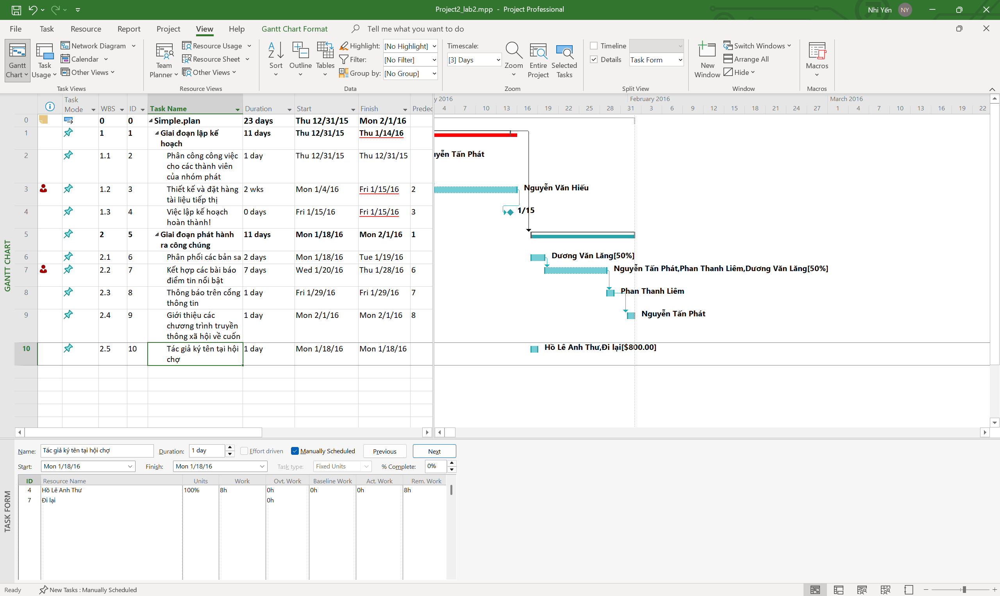 Project2_lab2.mpp - Project Professional
Nhi Yến NY
File Task Resource Report Project View Help Gantt Chart Format Tell me what you want to do
Gantt Chart
Task Usage
Network Diagram
Calendar
Other Views
Task Views
Team Planner
Resource Usage
Resource Sheet
Other Views
Resource Views
Sort
Outline
Tables
Highlight: [No Highlight]
Filter: [No Filter]
Group by: [No Group]
Data
Timescale:
[3] Days
Zoom
Entire Project
Selected Tasks
Zoom
Timeline
Details Task Form
Split View
New Window
Switch Windows
Arrange All
Hide
Window
Macros
Macros
Task Mode WBS ID Task Name Duration Start Finish Predec
y 2016 February 2016 March 2016
4 7 10 13 16 19 22 25 28 31 3 6 9 12 15 18 21 24 27 1 4 7 10 13 16 19 22
GANTT CHART
0 0 0 Simple.plan 23 days Thu 12/31/15 Mon 2/1/16
1 1 1 Giai đoạn lập kế 11 days Thu 12/31/15 Thu 1/14/16
hoạch
2 1.1 2 Phân công công việc 1 day Thu 12/31/15 Thu 12/31/15
cho các thành viên
của nhóm phát
yễn Tấn Phát
3 1.2 3 Thiết kế và đặt hàng 2 wks Mon 1/4/16 Fri 1/15/16 2
tài liệu tiếp thị
Nguyễn Văn Hiếu
4 1.3 4 Việc lập kế hoạch 0 days Fri 1/15/16 Fri 1/15/16 3
hoàn thành!
1/15
5 2 5 Giai đoạn phát hành 11 days Mon 1/18/16 Mon 2/1/16 1
ra công chúng
6 2.1 6 Phân phối các bản sa 2 days Mon 1/18/16 Tue 1/19/16
Dương Văn Lăng[50%]
7 2.2 7 Kết hợp các bài báo 7 days Wed 1/20/16 Thu 1/28/16 6
điểm tin nổi bật
Nguyễn Tấn Phát,Phan Thanh Liêm,Dương Văn Lăng[50%]
8 2.3 8 Thông báo trên cổng 1 day Fri 1/29/16 Fri 1/29/16 7
thông tin
Phan Thanh Liêm
9 2.4 9 Giới thiệu các 1 day Mon 2/1/16 Mon 2/1/16 8
chương trình truyền
thông xã hội về cuốn
Nguyễn Tấn Phát
10 2.5 10 Tác giả ký tên tại hội 1 day Mon 1/18/16 Mon 1/18/16
chợ
Hồ Lê Anh Thư,Đi lại[$800.00]
TASK FORM
Name: Tác giả ký tên tại hội chợ Duration: 1 day Effort driven Manually Scheduled Previous Next
Start: Mon 1/18/16 Finish: Mon 1/18/16 Task type: Fixed Units % Complete: 0%
ID Resource Name Units Work Ovt. Work Baseline Work Act. Work Rem. Work
4 Hồ Lê Anh Thư 100% 8h 0h 0h 0h 8h
7 Đi lại 0h
Ready New Tasks : Manually Scheduled